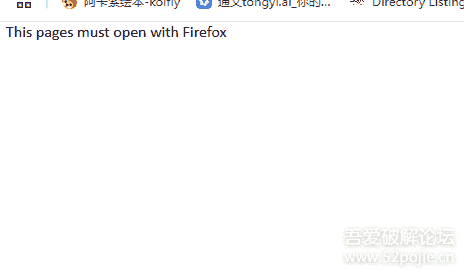 阿卡索绘本-koifly 通义tongyi.ai_你的... Directory Listing
This pages must open with Firefox
吾爱破解论坛
www.52pojie.cn